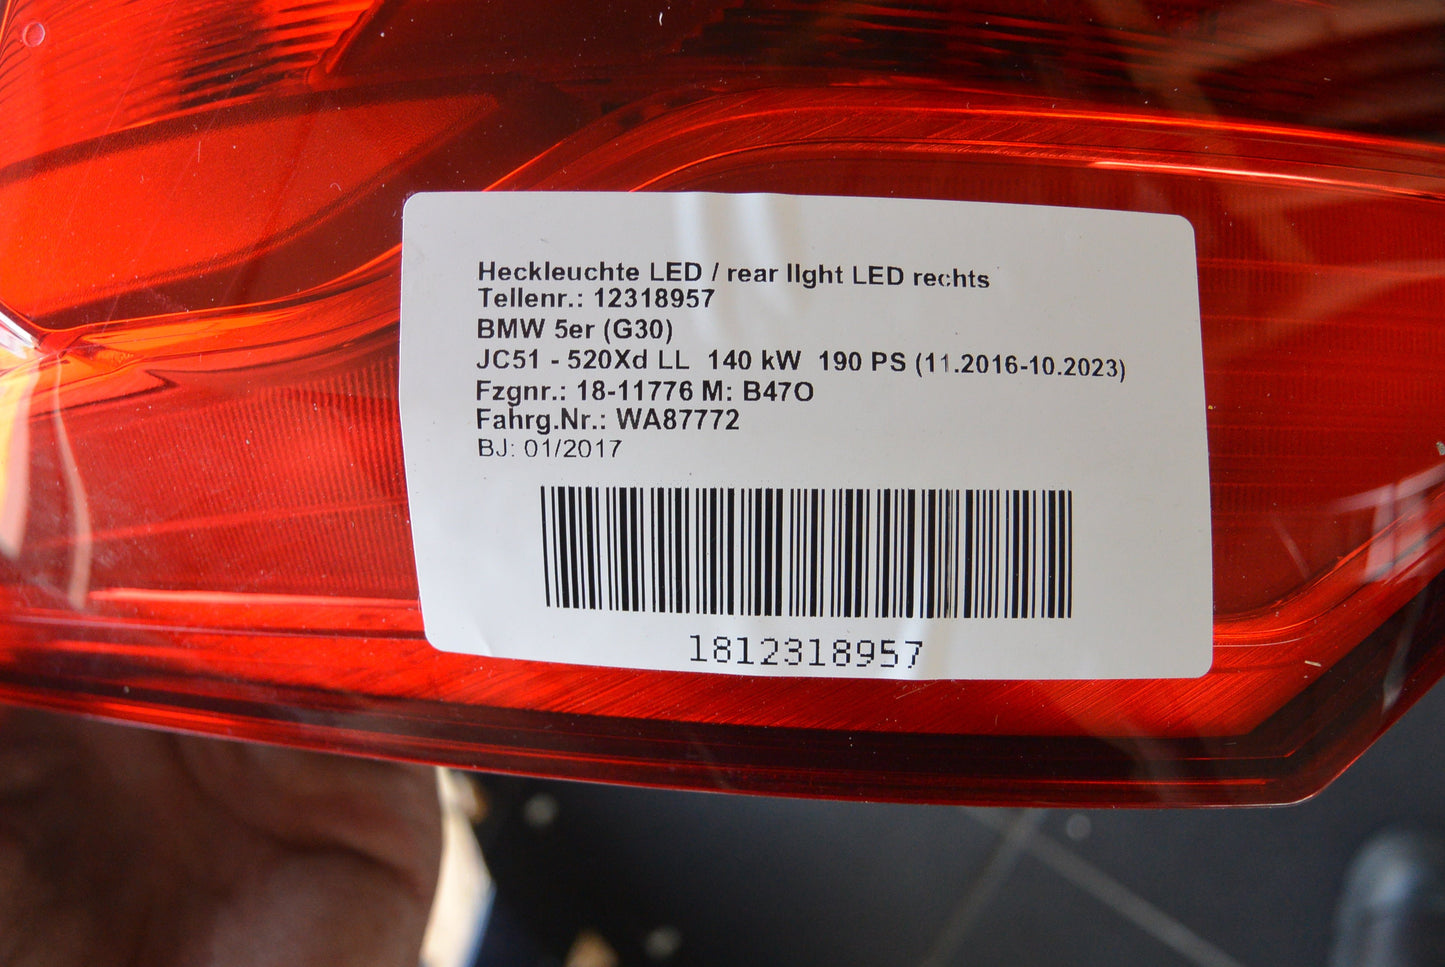 Heckleuchte LED / rear light LED rechts
Teilenr.: 12318957
BMW 5er (G30)
JC51 - 520Xd LL 140 kW 190 PS (11.2016-10.2023)
Fzgnr.: 18-11776 M: B47O
Fahrg.Nr.: WA87772
BJ: 01/2017
1812318957